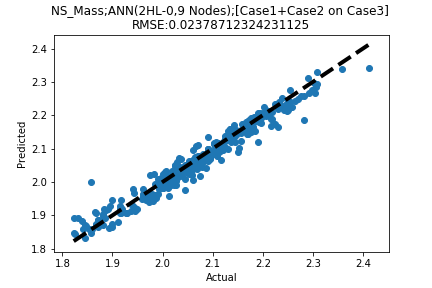 NS_Mass;ANN(2HL-0,9 Nodes);[Case1+Case2 on Case3]
RMSE:0.02378712324231125
2.4
2.3
2.2
2.1
2.0
1.9
1.8
Predicted
1.8 1.9 2.0 2.1 2.2 2.3 2.4
Actual